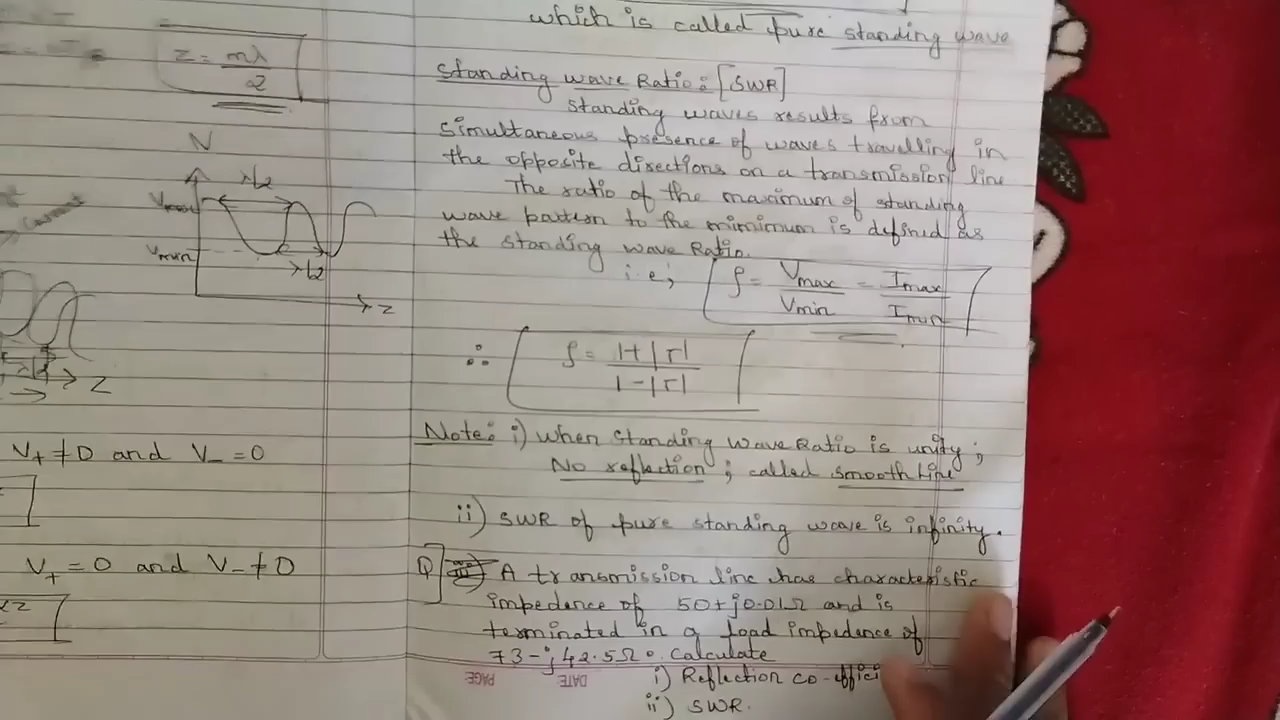 Z = mλ
2
N
λ/2
Vmax
Vmin
λ/2
Z
Current
Z
V+ ≠ 0 and V- = 0
V+ = 0 and V- ≠ 0
which is called pure standing wave
Standing wave Ratio: [SWR]
Standing waves results from
simultaneous presence of waves travelling in
the opposite directions on a transmission line
The ratio of the maximum of standing
wave pattern to the minimum is defined as
the standing wave Ratio.
i.e; ρ = Vmax/Vmin = Imax/Imin
∴ ρ = 1+|Γ|/1-|Γ|
Note: i) When Standing wave Ratio is unity;
No reflection; called smooth Line
ii) SWR of pure standing wave is infinity.
Q] A transmission line has characteristic
impedence of 50+j0.01Ω and is
terminated in a load impedence of
73-j42.5Ω. Calculate
i) Reflection co-effici
ii) SWR.
PAGE
DATE